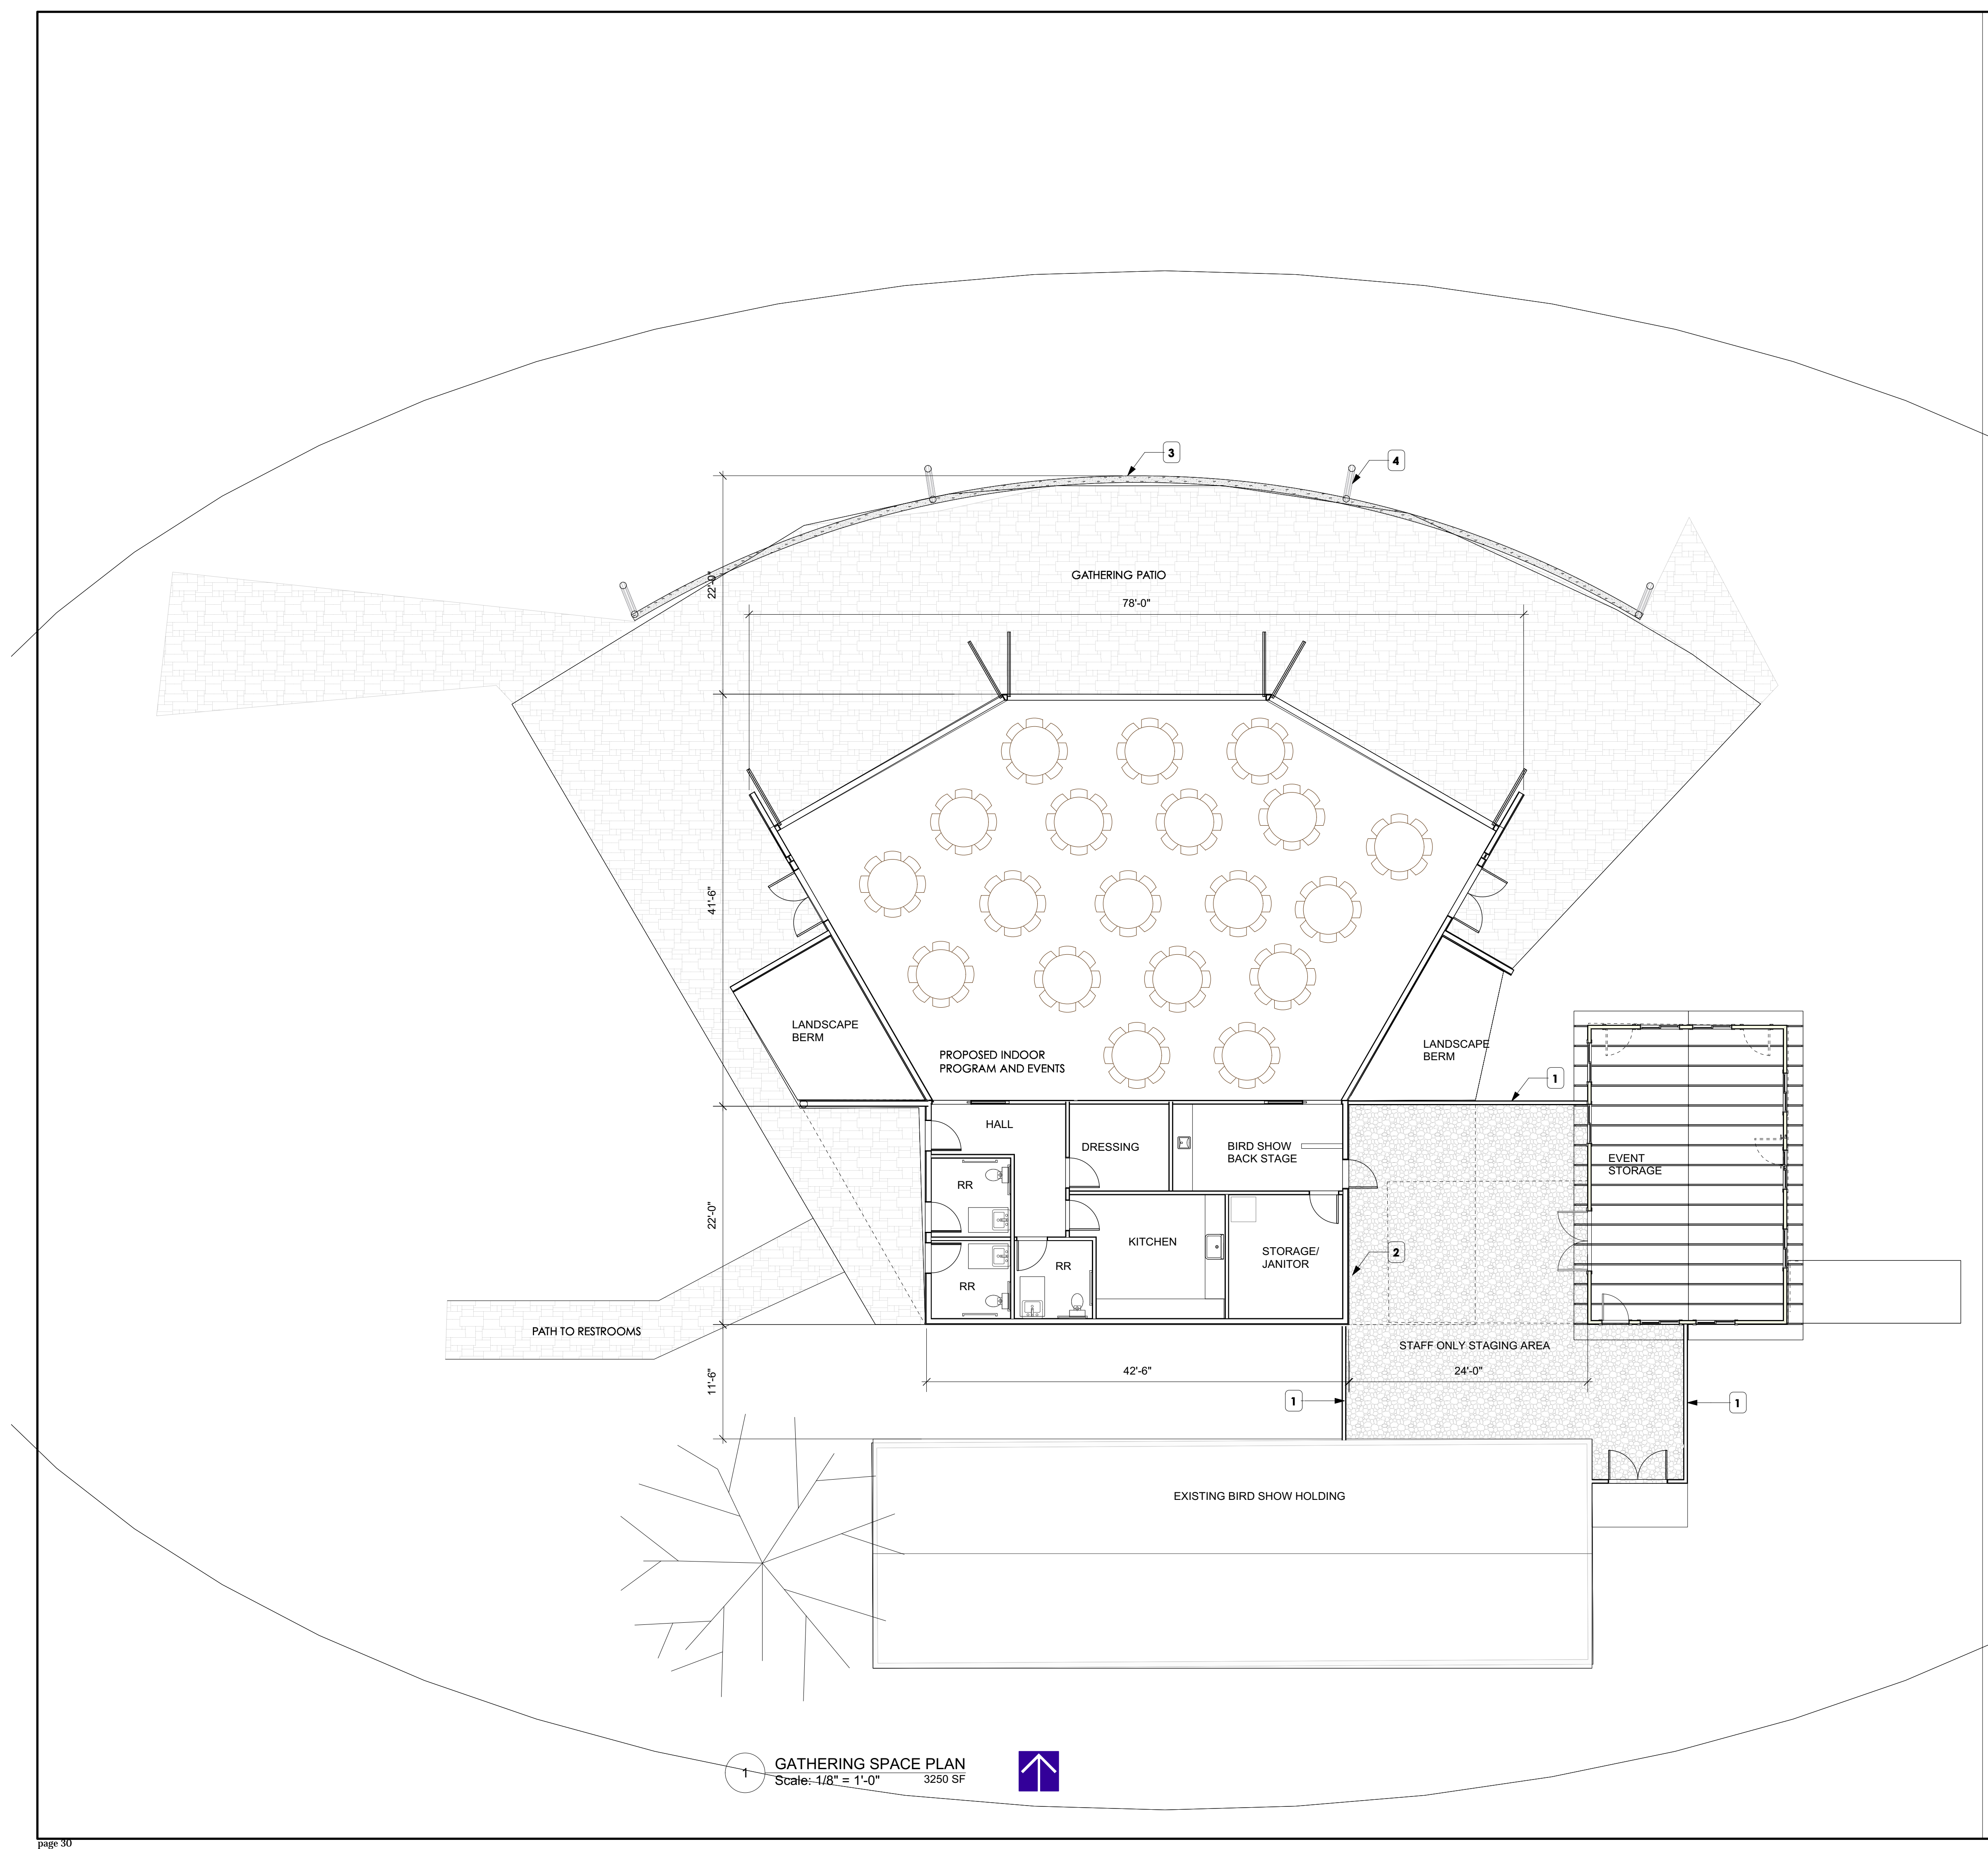 3
4
GATHERING PATIO
22'-0"
78'-0"
41'-6"
LANDSCAPE
BERM
PROPOSED INDOOR
PROGRAM AND EVENTS
LANDSCAPE
BERM
1
HALL
DRESSING
BIRD SHOW
BACK STAGE
EVENT
STORAGE
RR
22'-0"
KITCHEN
STORAGE/
JANITOR
2
RR
RR
PATH TO RESTROOMS
STAFF ONLY STAGING AREA
11'-6"
42'-6"
24'-0"
1
1
EXISTING BIRD SHOW HOLDING
1
GATHERING SPACE PLAN
Scale: 1/8" = 1'-0" 3250 SF
page 30